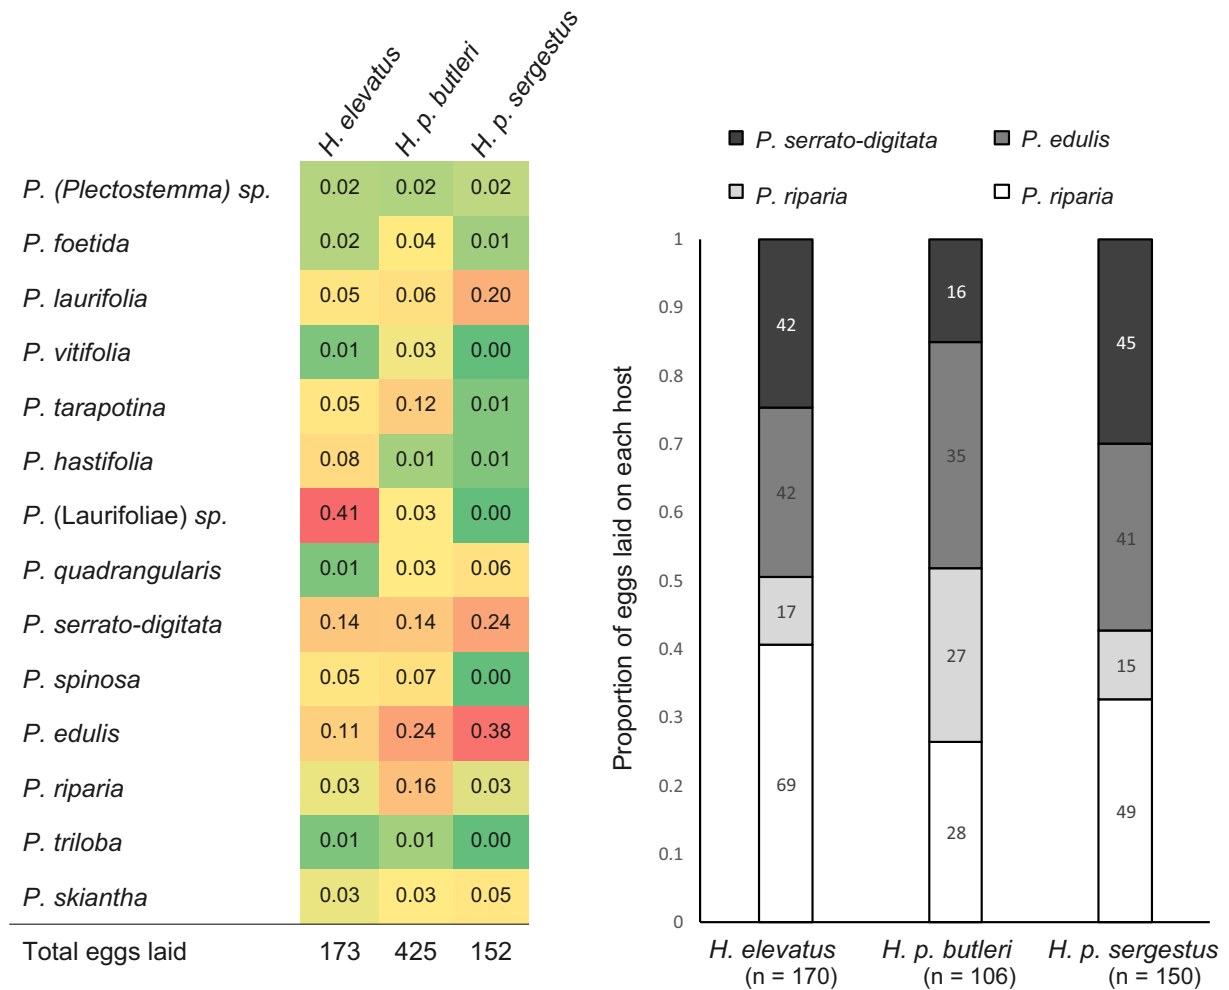 H. elevatus
H. p. butleri
H. p. sergestus
P. (Plectostemma) sp. 0.02 0.02 0.02
P. foetida 0.02 0.04 0.01
P. laurifolia 0.05 0.06 0.20
P. vitifolia 0.01 0.03 0.00
P. tarapotina 0.05 0.12 0.01
P. hastifolia 0.08 0.01 0.01
P. (Laurifoliae) sp. 0.41 0.03 0.00
P. quadrangularis 0.01 0.03 0.06
P. serrato-digitata 0.14 0.14 0.24
P. spinosa 0.05 0.07 0.00
P. edulis 0.11 0.24 0.38
P. riparia 0.03 0.16 0.03
P. triloba 0.01 0.01 0.00
P. skiantha 0.03 0.03 0.05
Total eggs laid 173 425 152
P. serrato-digitata P. edulis
P. riparia P. riparia
Proportion of eggs laid on each host
1
0.9
0.8
0.7
0.6
0.5
0.4
0.3
0.2
0.1
0
42
42
17
69
16
35
27
28
45
41
15
49
H. elevatus H. p. butleri H. p. sergestus
(n = 170) (n = 106) (n = 150)